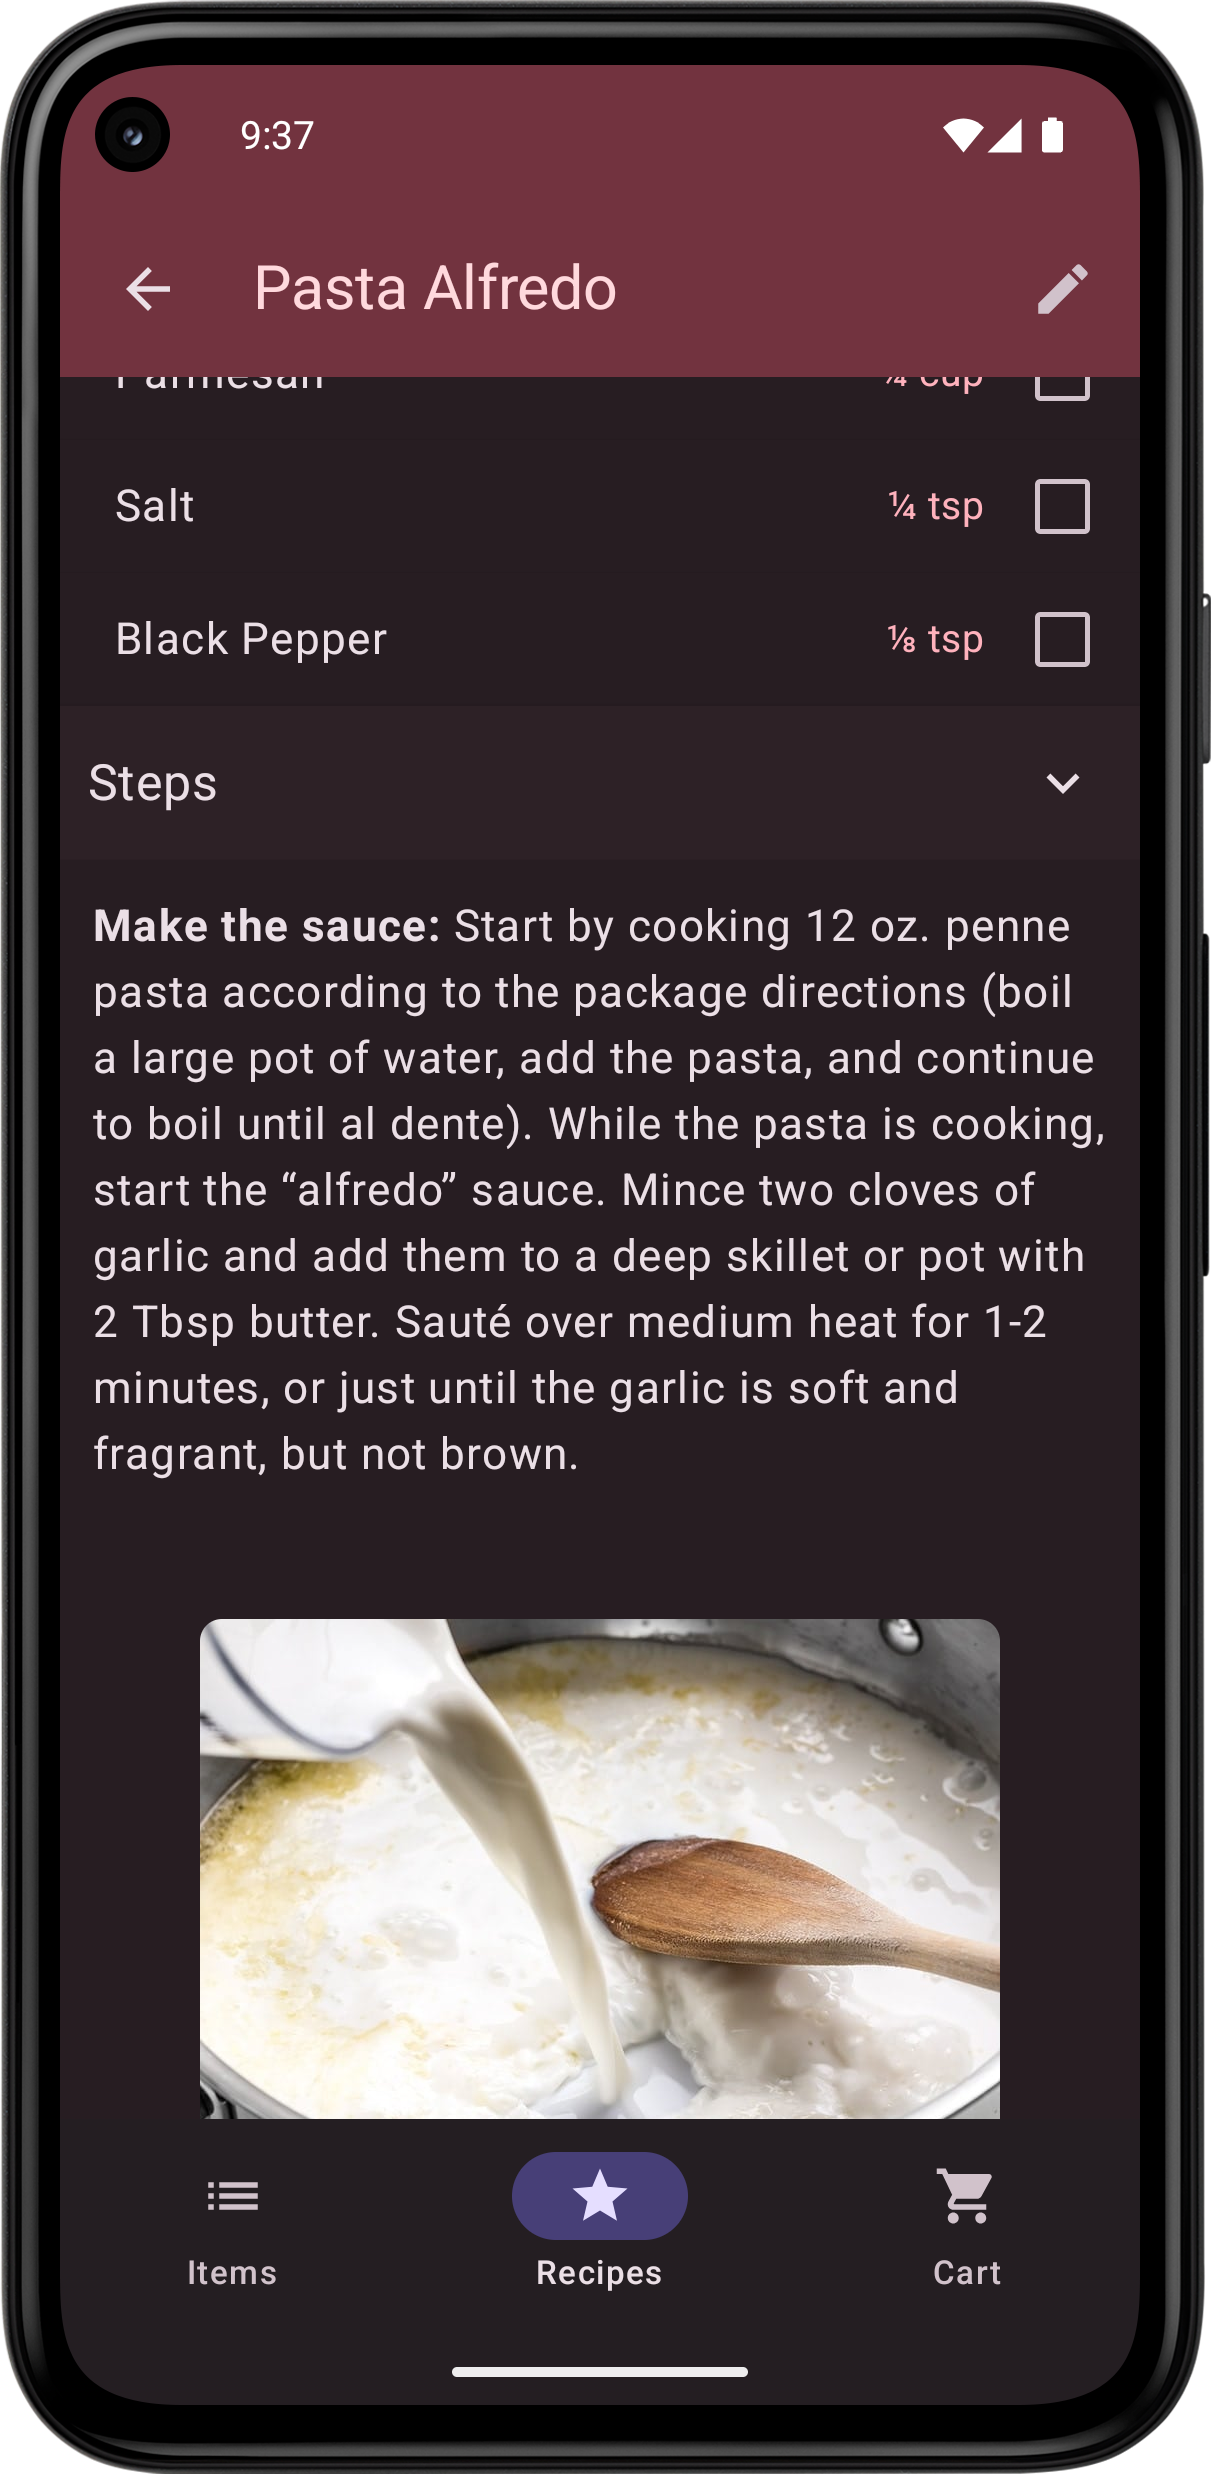 9:37
Pasta Alfredo
Parmesan ¼ cup
Salt ¼ tsp
Black Pepper ⅛ tsp
Steps
Make the sauce: Start by cooking 12 oz. penne
pasta according to the package directions (boil
a large pot of water, add the pasta, and continue
to boil until al dente). While the pasta is cooking,
start the “alfredo” sauce. Mince two cloves of
garlic and add them to a deep skillet or pot with
2 Tbsp butter. Sauté over medium heat for 1-2
minutes, or just until the garlic is soft and
fragrant, but not brown.
Items Recipes Cart